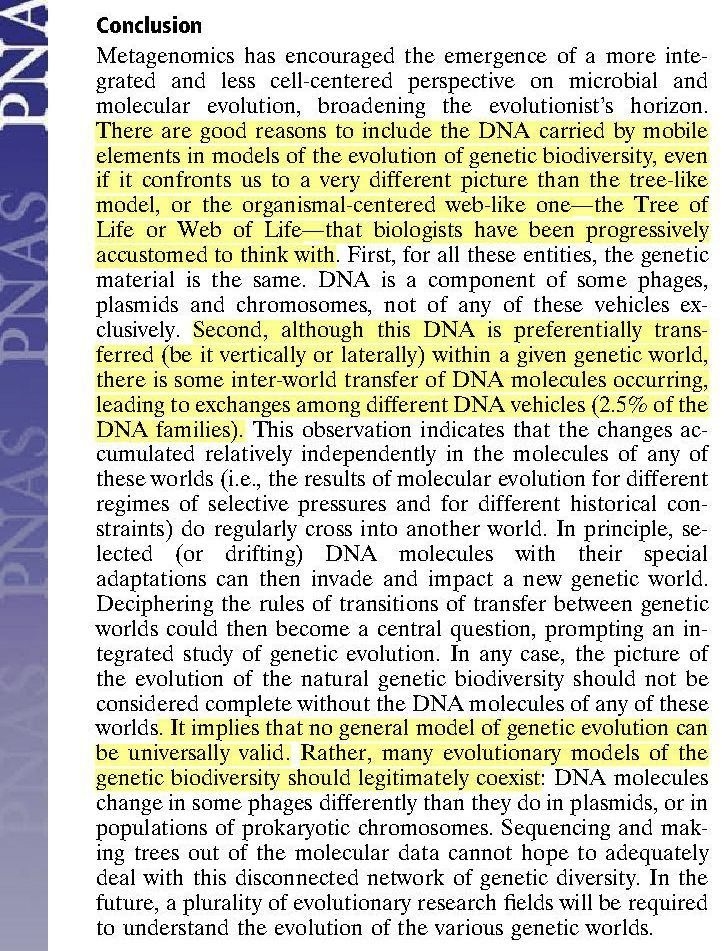 PNAS PNAS PNAS PNAS
Conclusion
Metagenomics has encouraged the emergence of a more inte-
grated and less cell-centered perspective on microbial and
molecular evolution, broadening the evolutionist's horizon.
There are good reasons to include the DNA carried by mobile
elements in models of the evolution of genetic biodiversity, even
if it confronts us to a very different picture than the tree-like
model, or the organismal-centered web-like one—the Tree of
Life or Web of Life—that biologists have been progressively
accustomed to think with. First, for all these entities, the genetic
material is the same. DNA is a component of some phages,
plasmids and chromosomes, not of any of these vehicles ex-
clusively. Second, although this DNA is preferentially trans-
ferred (be it vertically or laterally) within a given genetic world,
there is some inter-world transfer of DNA molecules occurring,
leading to exchanges among different DNA vehicles (2.5% of the
DNA families). This observation indicates that the changes ac-
cumulated relatively independently in the molecules of any of
these worlds (i.e., the results of molecular evolution for different
regimes of selective pressures and for different historical con-
straints) do regularly cross into another world. In principle, se-
lected (or drifting) DNA molecules with their special
adaptations can then invade and impact a new genetic world.
Deciphering the rules of transitions of transfer between genetic
worlds could then become a central question, prompting an in-
tegrated study of genetic evolution. In any case, the picture of
the evolution of the natural genetic biodiversity should not be
considered complete without the DNA molecules of any of these
worlds. It implies that no general model of genetic evolution can
be universally valid. Rather, many evolutionary models of the
genetic biodiversity should legitimately coexist: DNA molecules
change in some phages differently than they do in plasmids, or in
populations of prokaryotic chromosomes. Sequencing and mak-
ing trees out of the molecular data cannot hope to adequately
deal with this disconnected network of genetic diversity. In the
future, a plurality of evolutionary research fields will be required
to understand the evolution of the various genetic worlds.